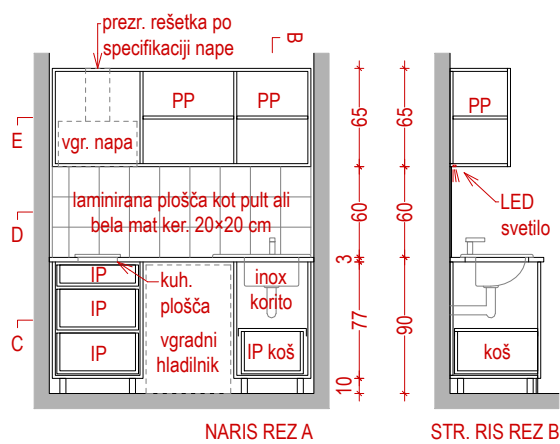 prezr. rešetka po
specifikaciji nape
B
PP
PP
PP
E
vgr. napa
65
65
laminirana plošča kot pult ali
bela mat ker. 20×20 cm
D
60
60
LED
svetilo
3
IP
kuh.
plošča
inox
korito
IP
77
90
C
vgradni
hladilnik
IP
IP koš
koš
10
NARIS REZ A
STR. RIS REZ B